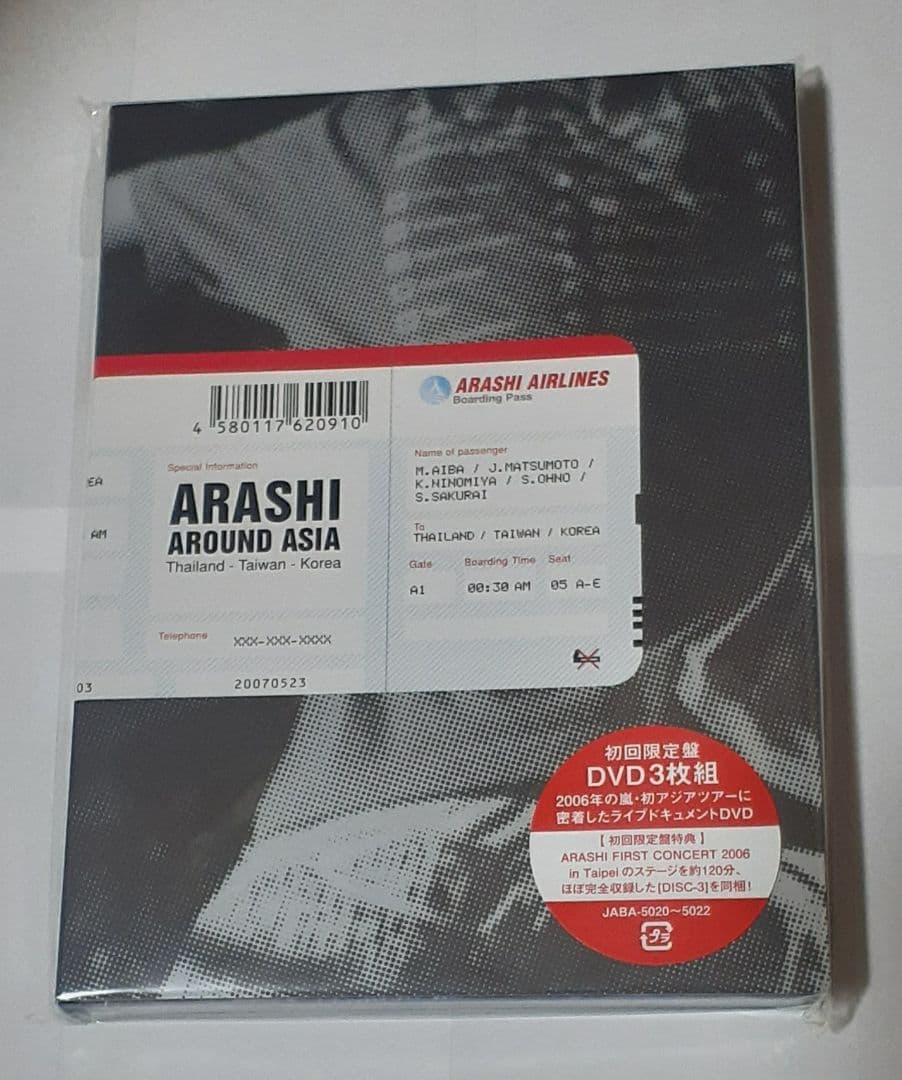 ARASHI AIRLINES
Boarding Pass
4 580117 620910
Name of passenger
M.AIBA / J.MATSUMOTO /
K.NINOMIYA / S.OHNO /
S.SAKURAI
Special Information
ARASHI
AROUND ASIA
Thailand - Taiwan - Korea
EA
AM
To
THAILAND / TAIWAN / KOREA
Gate Boarding Time Seat
A1 00:30 AM 05 A-E
Telephone XXX-XXX-XXXX
03 20070523
初回限定盤
DVD3枚組
2006年の嵐・初アジアツアーに
密着したライブドキュメントDVD
【初回限定盤特典】
ARASHI FIRST CONCERT 2006
in Taipei のステージを約120分、
ほぼ完全収録した[DISC-3]を同梱!
JABA-5020～5022
プラ